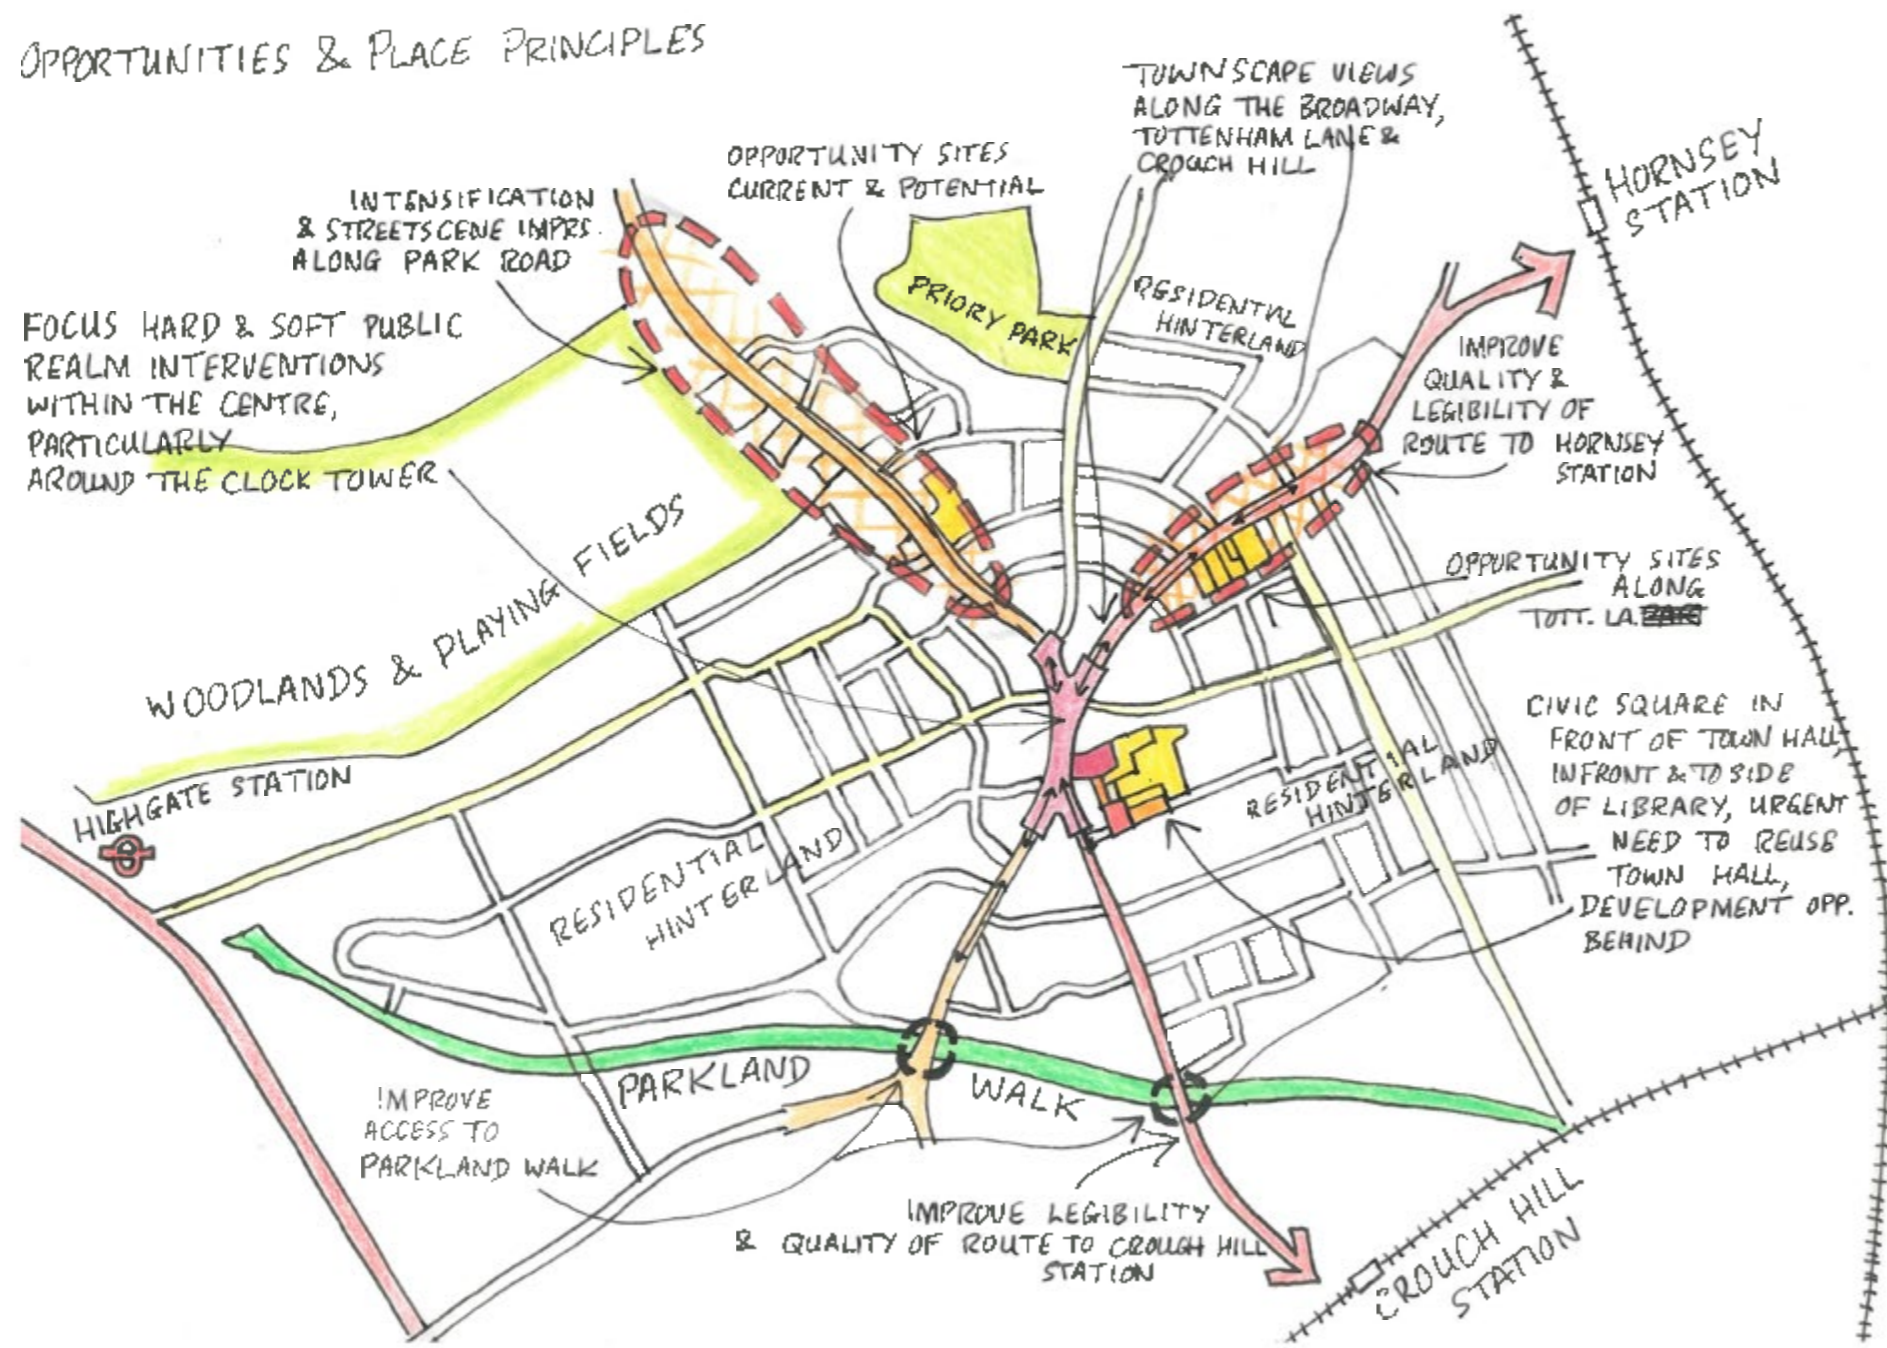 OPPORTUNITIES & PLACE PRINCIPLES
TOWNSCAPE VIEWS
ALONG THE BROADWAY,
TOTTENHAM LANE &
CROUCH HILL
OPPORTUNITY SITES
CURRENT & POTENTIAL
INTENSIFICATION
& STREETSCENE IMPRS.
ALONG PARK ROAD
HORNSEY
STATION
FOCUS HARD & SOFT PUBLIC
REALM INTERVENTIONS
WITHIN THE CENTRE,
PARTICULARLY
AROUND THE CLOCK TOWER
PRIORY PARK
RESIDENTIAL
HINTERLAND
IMPROVE
QUALITY &
LEGIBILITY OF
ROUTE TO HORNSEY
STATION
WOODLANDS & PLAYING FIELDS
OPPORTUNITY SITES
ALONG
TOTT. LA.
HIGHGATE STATION
RESIDENTIAL
HINTERLAND
CIVIC SQUARE IN
FRONT OF TOWN HALL,
INFRONT & TO SIDE
OF LIBRARY, URGENT
NEED TO REUSE
TOWN HALL,
DEVELOPMENT OPP.
BEHIND
RESIDENTIAL
HINTERLAND
PARKLAND WALK
IMPROVE
ACCESS TO
PARKLAND WALK
IMPROVE LEGIBILITY
& QUALITY OF ROUTE TO CROUCH HILL
STATION
CROUCH HILL
STATION